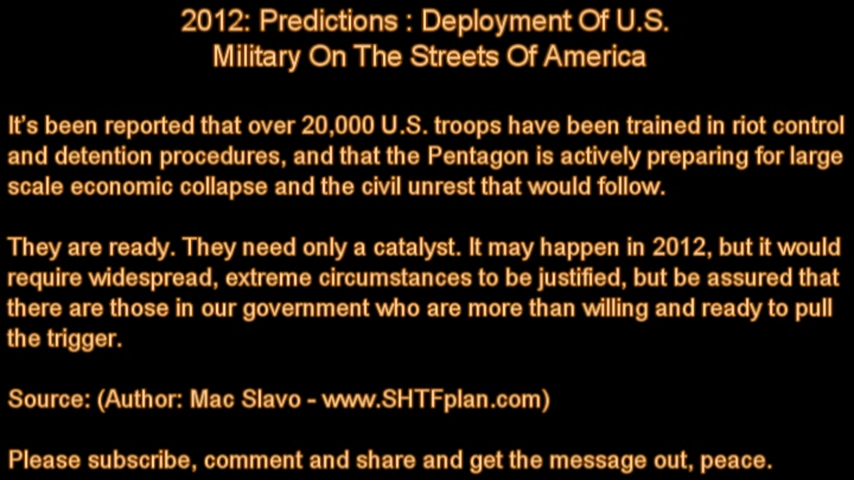 2012: Predictions : Deployment Of U.S.
Military On The Streets Of America
It's been reported that over 20,000 U.S. troops have been trained in riot control
and detention procedures, and that the Pentagon is actively preparing for large
scale economic collapse and the civil unrest that would follow.
They are ready. They need only a catalyst. It may happen in 2012, but it would
require widespread, extreme circumstances to be justified, but be assured that
there are those in our government who are more than willing and ready to pull
the trigger.
Source: (Author: Mac Slavo - www.SHTFplan.com)
Please subscribe, comment and share and get the message out, peace.